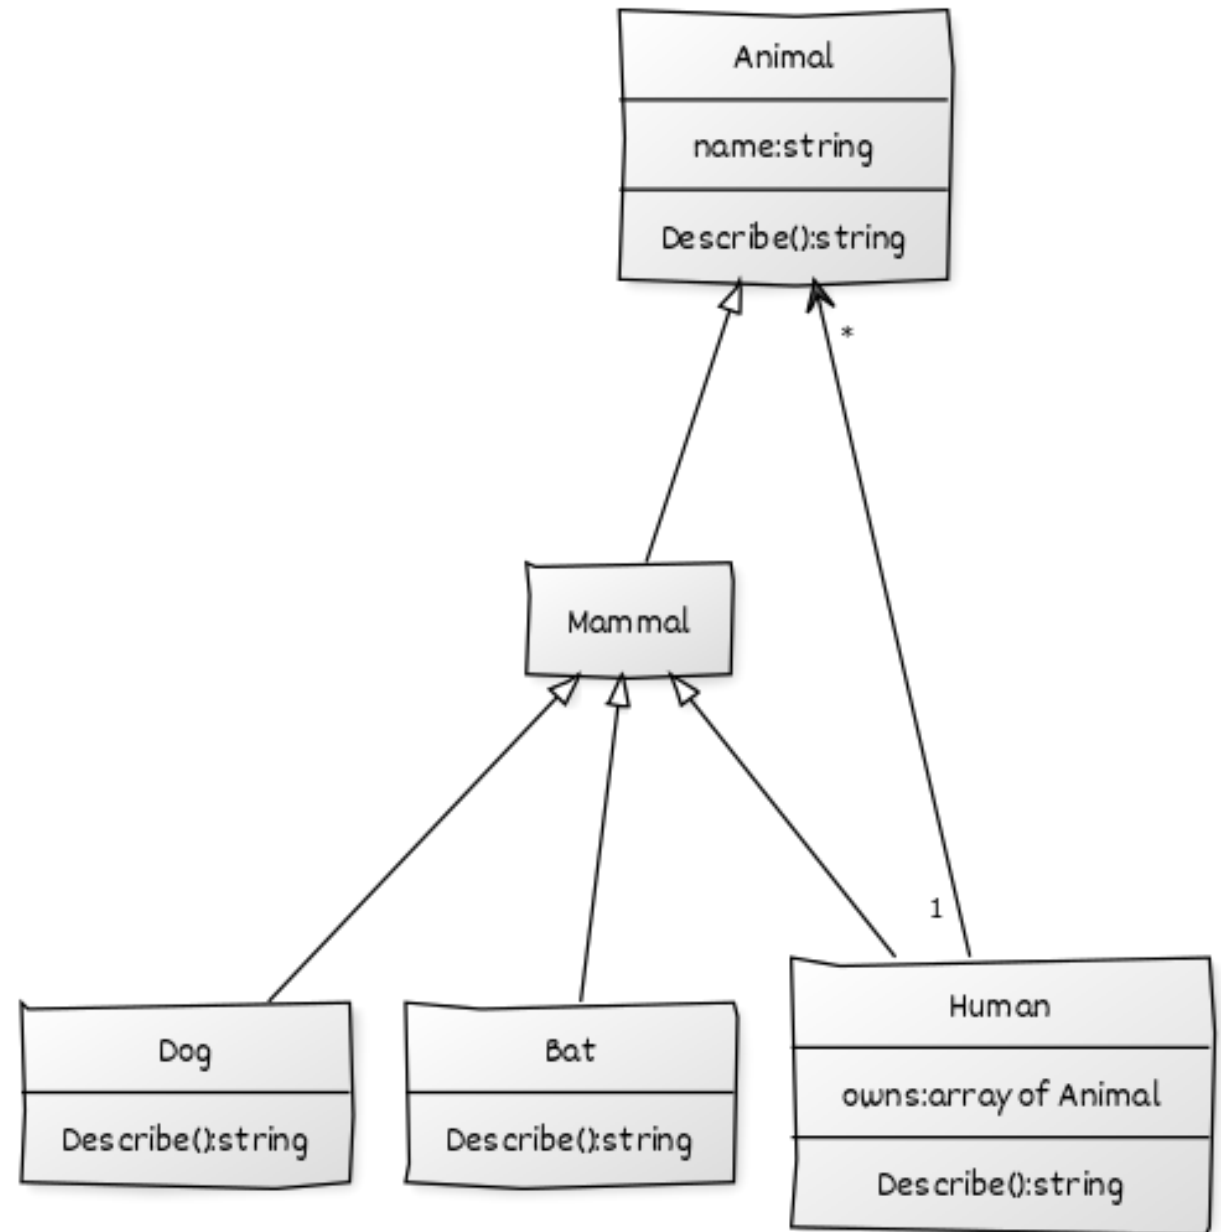 Animal
name:string
Describe():string
*
Mammal
1
Human
Dog
Bat
owns:array of Animal
Describe():string
Describe():string
Describe():string